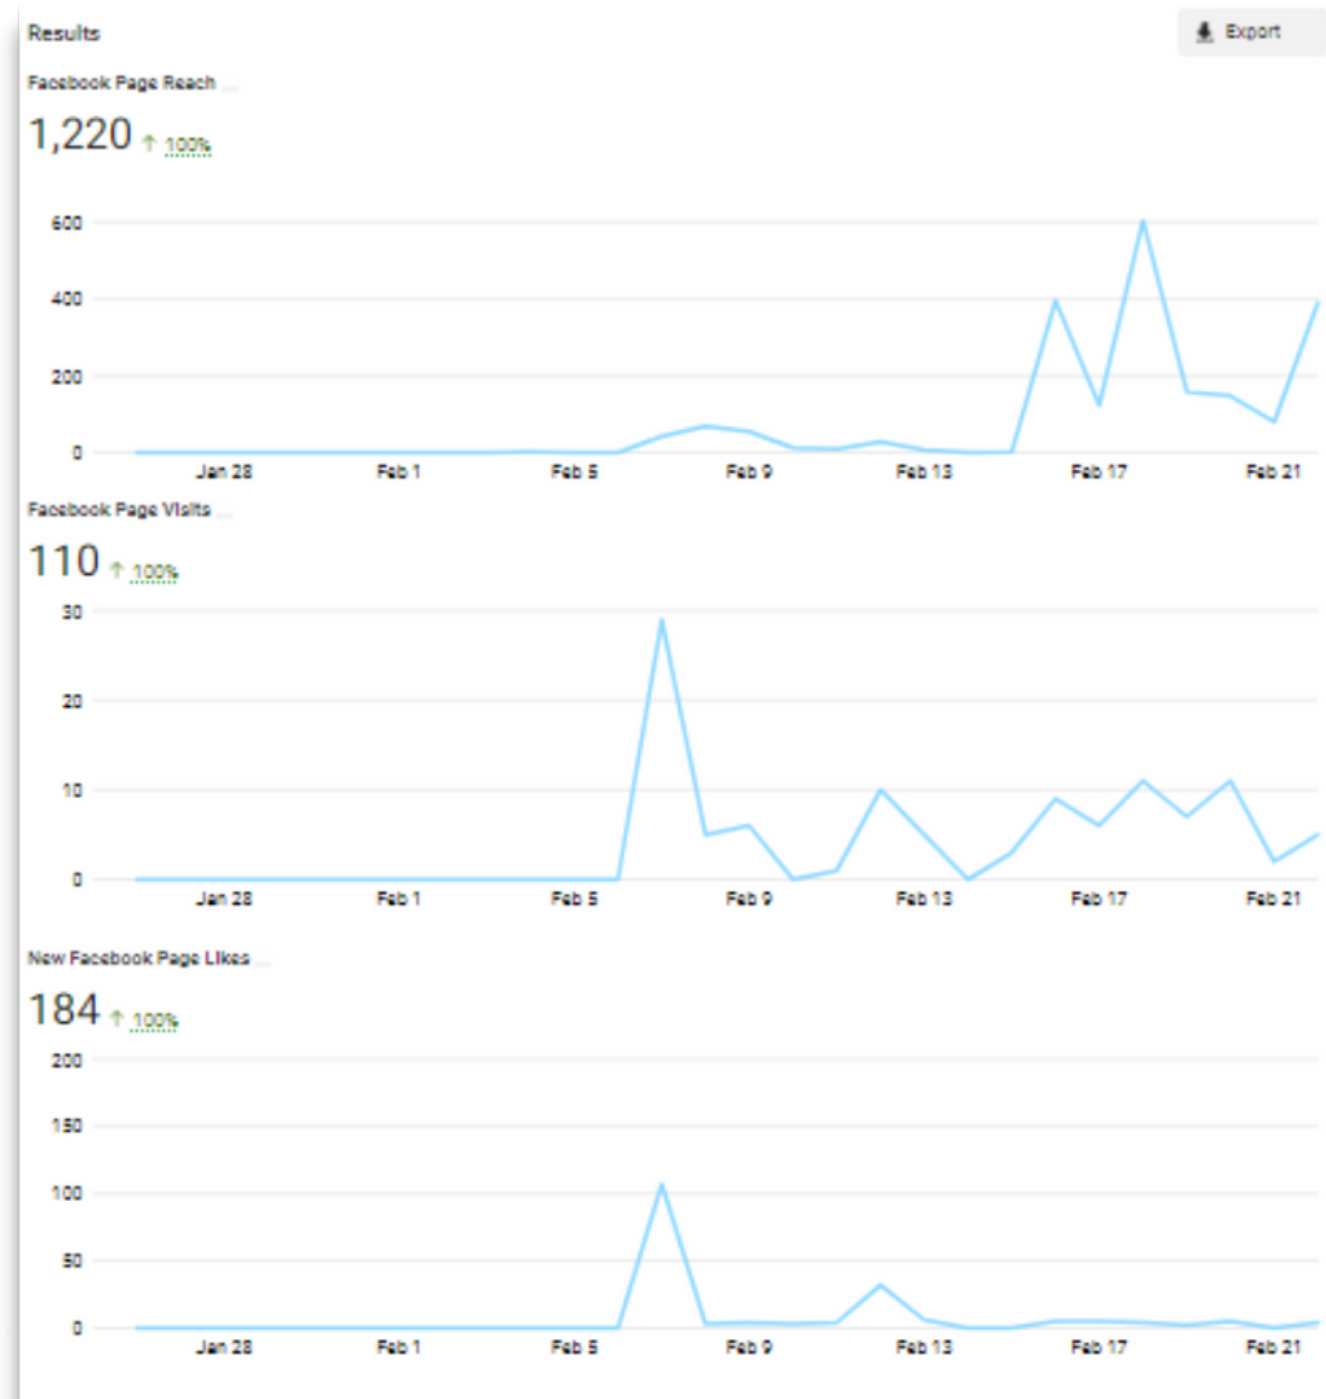 Results
Export
Facebook Page Reach
1,220 ↑ 100%
600
400
200
0
Jan 28 Feb 1 Feb 5 Feb 9 Feb 13 Feb 17 Feb 21
Facebook Page Visits
110 ↑ 100%
30
20
10
0
Jan 28 Feb 1 Feb 5 Feb 9 Feb 13 Feb 17 Feb 21
New Facebook Page Likes
184 ↑ 100%
200
150
100
50
0
Jan 28 Feb 1 Feb 5 Feb 9 Feb 13 Feb 17 Feb 21